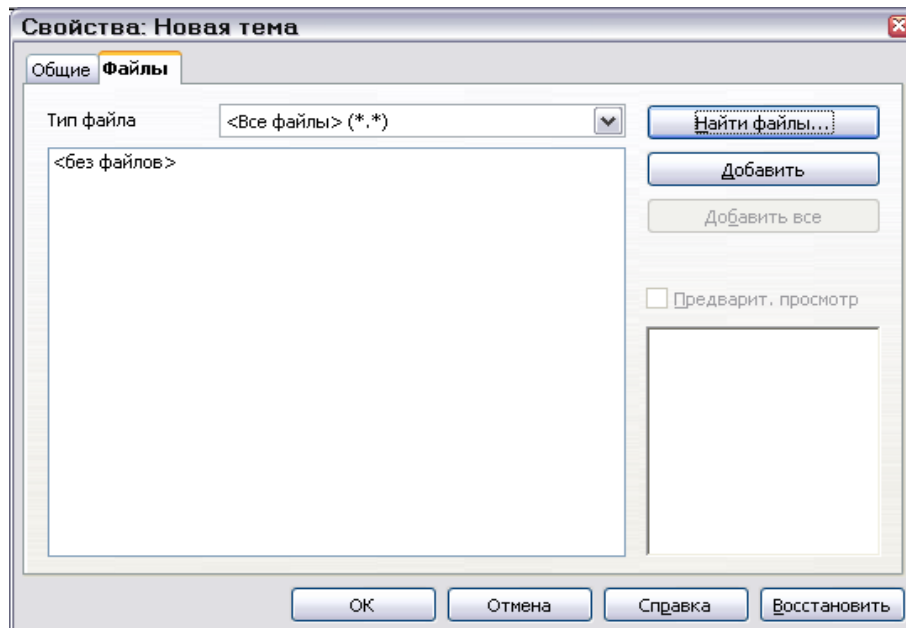 Свойства: Новая тема
Общие Файлы
Тип файла <Все файлы> (*.*) Найти файлы...
<без файлов> Добавить
Добавить все
Предварит. просмотр
ОК Отмена Справка Восстановить